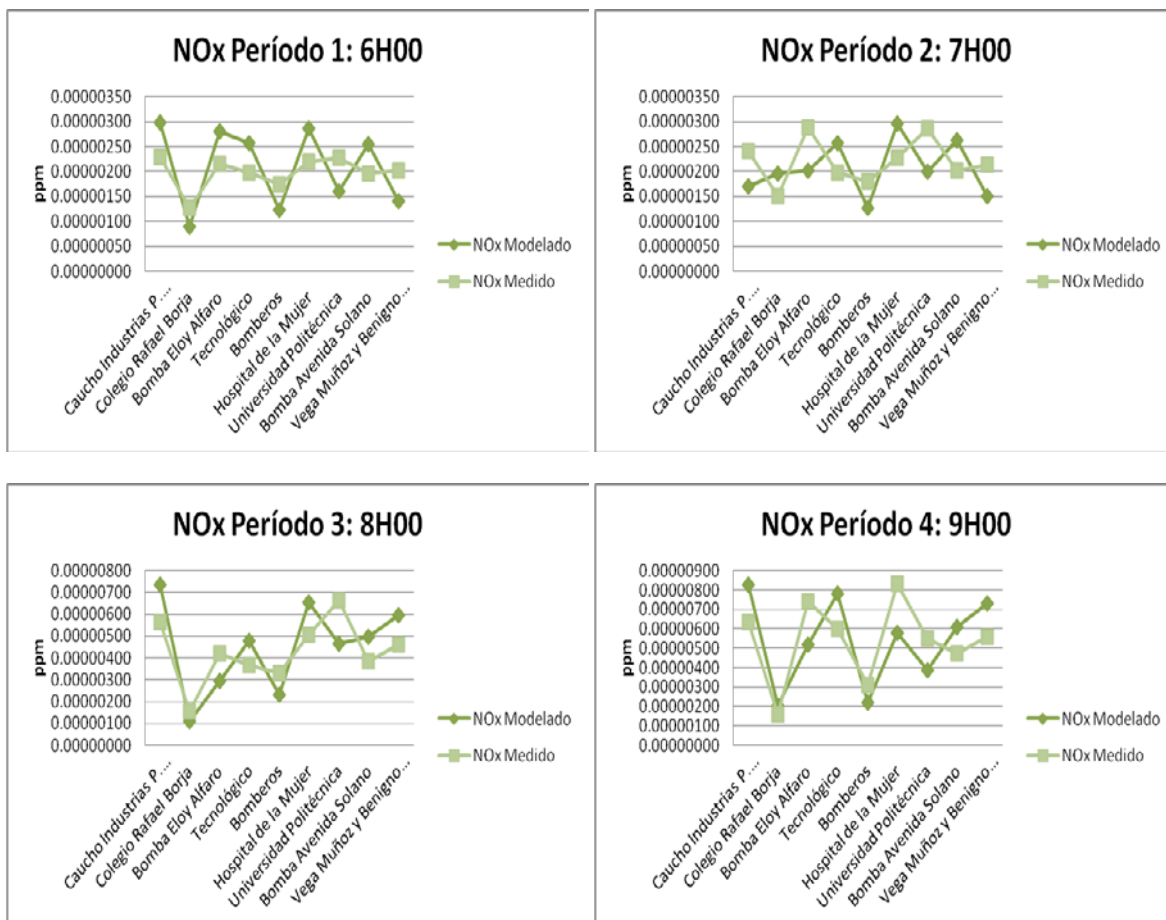 NOx Período 1: 6H00
0.00000350
0.00000300
0.00000250
0.00000200
0.00000150
0.00000100
0.00000050
0.00000000
ppm
NOx Modelado
NOx Medido
Caucho Industrias P....
Colegio Rafael Borja
Bomba Eloy Alfaro
Tecnológico
Bomberos
Hospital de la Mujer
Universidad Politécnica
Bomba Avenida Solano
Vega Muñoz y Benigno...
NOx Período 2: 7H00
0.00000350
0.00000300
0.00000250
0.00000200
0.00000150
0.00000100
0.00000050
0.00000000
ppm
NOx Modelado
NOx Medido
Caucho Industrias P....
Colegio Rafael Borja
Bomba Eloy Alfaro
Tecnológico
Bomberos
Hospital de la Mujer
Universidad Politécnica
Bomba Avenida Solano
Vega Muñoz y Benigno...
NOx Período 3: 8H00
0.00000800
0.00000700
0.00000600
0.00000500
0.00000400
0.00000300
0.00000200
0.00000100
0.00000000
ppm
NOx Modelado
NOx Medido
Caucho Industrias P....
Colegio Rafael Borja
Bomba Eloy Alfaro
Tecnológico
Bomberos
Hospital de la Mujer
Universidad Politécnica
Bomba Avenida Solano
Vega Muñoz y Benigno...
NOx Período 4: 9H00
0.00000900
0.00000800
0.00000700
0.00000600
0.00000500
0.00000400
0.00000300
0.00000200
0.00000100
0.00000000
ppm
NOx Modelado
NOx Medido
Caucho Industrias P....
Colegio Rafael Borja
Bomba Eloy Alfaro
Tecnológico
Bomberos
Hospital de la Mujer
Universidad Politécnica
Bomba Avenida Solano
Vega Muñoz y Benigno...